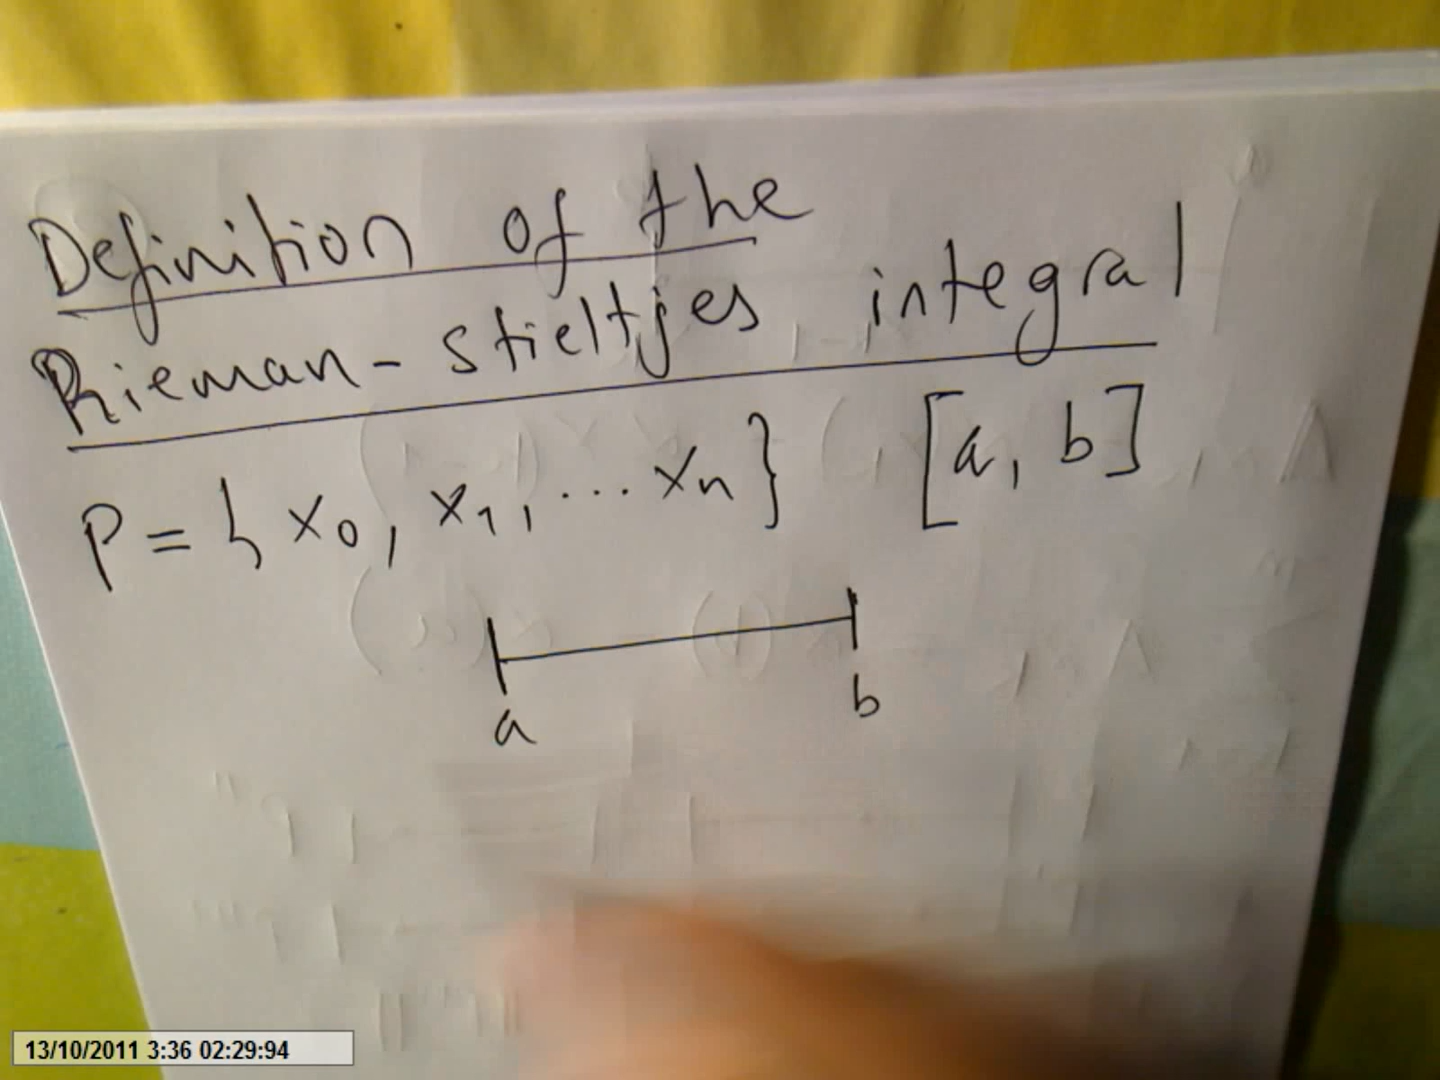 Definition of the
Rieman - stieltjes integral
P = { x₀, x₁, ... xₙ } [a, b]
a b
13/10/2011 3:36 02:29:94